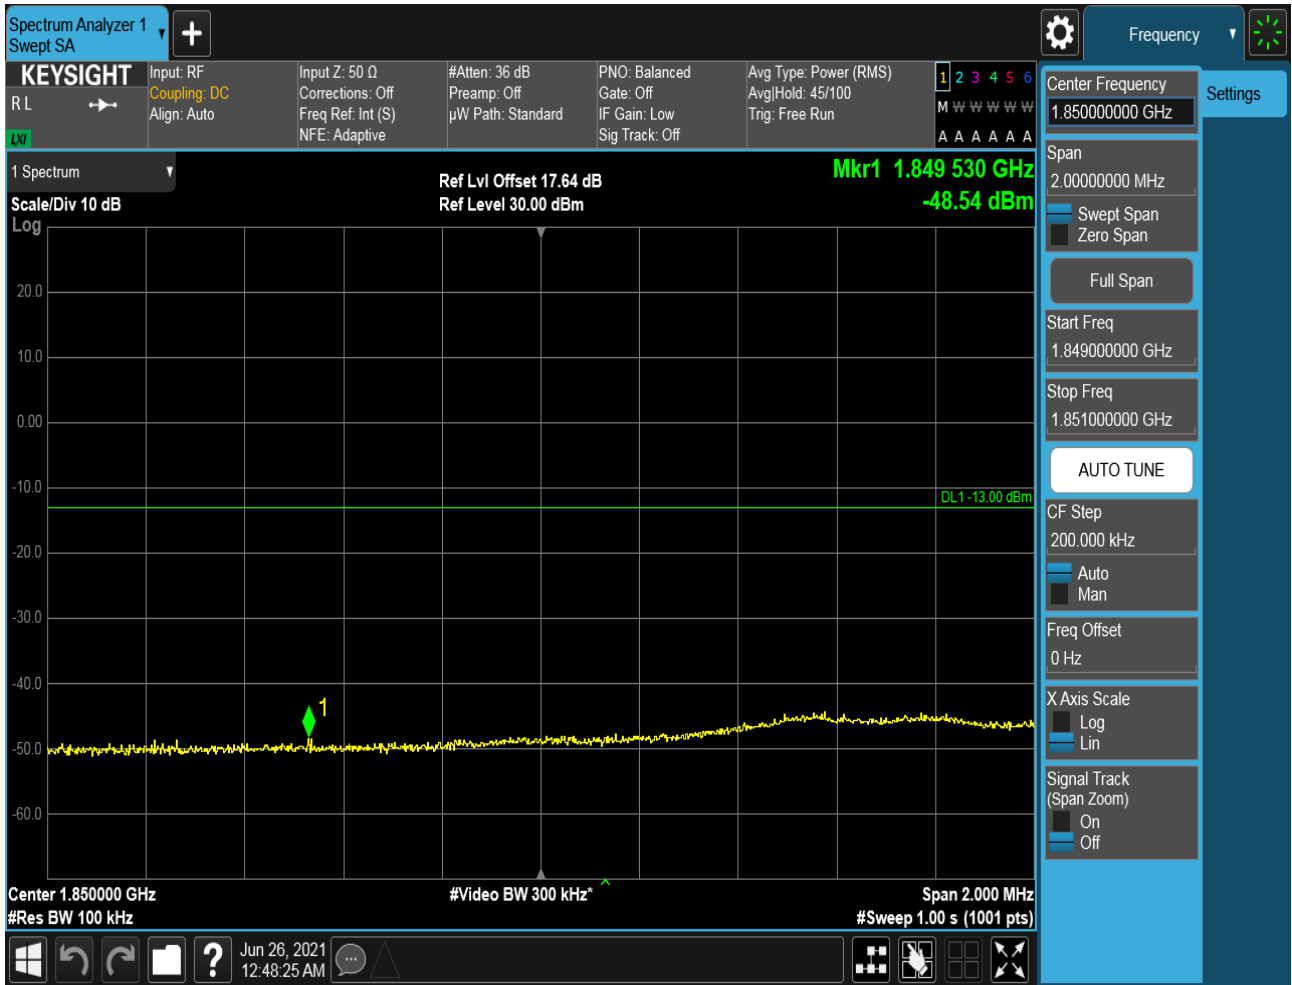 Spectrum Analyzer 1
Swept SA
Frequency
KEYSIGHT
R L
LXI
Input: RF
Coupling: DC
Align: Auto
Input Z: 50 Ω
Corrections: Off
Freq Ref: Int (S)
NFE: Adaptive
#Atten: 36 dB
Preamp: Off
µW Path: Standard
PNO: Balanced
Gate: Off
IF Gain: Low
Sig Track: Off
Avg Type: Power (RMS)
Avg|Hold: 45/100
Trig: Free Run
1 2 3 4 5 6
M W W W W W
A A A A A A
1 Spectrum
Scale/Div 10 dB
Log
Ref Lvl Offset 17.64 dB
Ref Level 30.00 dBm
Mkr1 1.849 530 GHz
-48.54 dBm
20.0
10.0
0.00
-10.0
DL1 -13.00 dBm
-20.0
-30.0
-40.0
1
-50.0
-60.0
Center 1.850000 GHz
#Video BW 300 kHz*
Span 2.000 MHz
#Res BW 100 kHz
#Sweep 1.00 s (1001 pts)
Jun 26, 2021
12:48:25 AM
Center Frequency
1.850000000 GHz
Settings
Span
2.00000000 MHz
Swept Span
Zero Span
Full Span
Start Freq
1.849000000 GHz
Stop Freq
1.851000000 GHz
AUTO TUNE
CF Step
200.000 kHz
Auto
Man
Freq Offset
0 Hz
X Axis Scale
Log
Lin
Signal Track
(Span Zoom)
On
Off